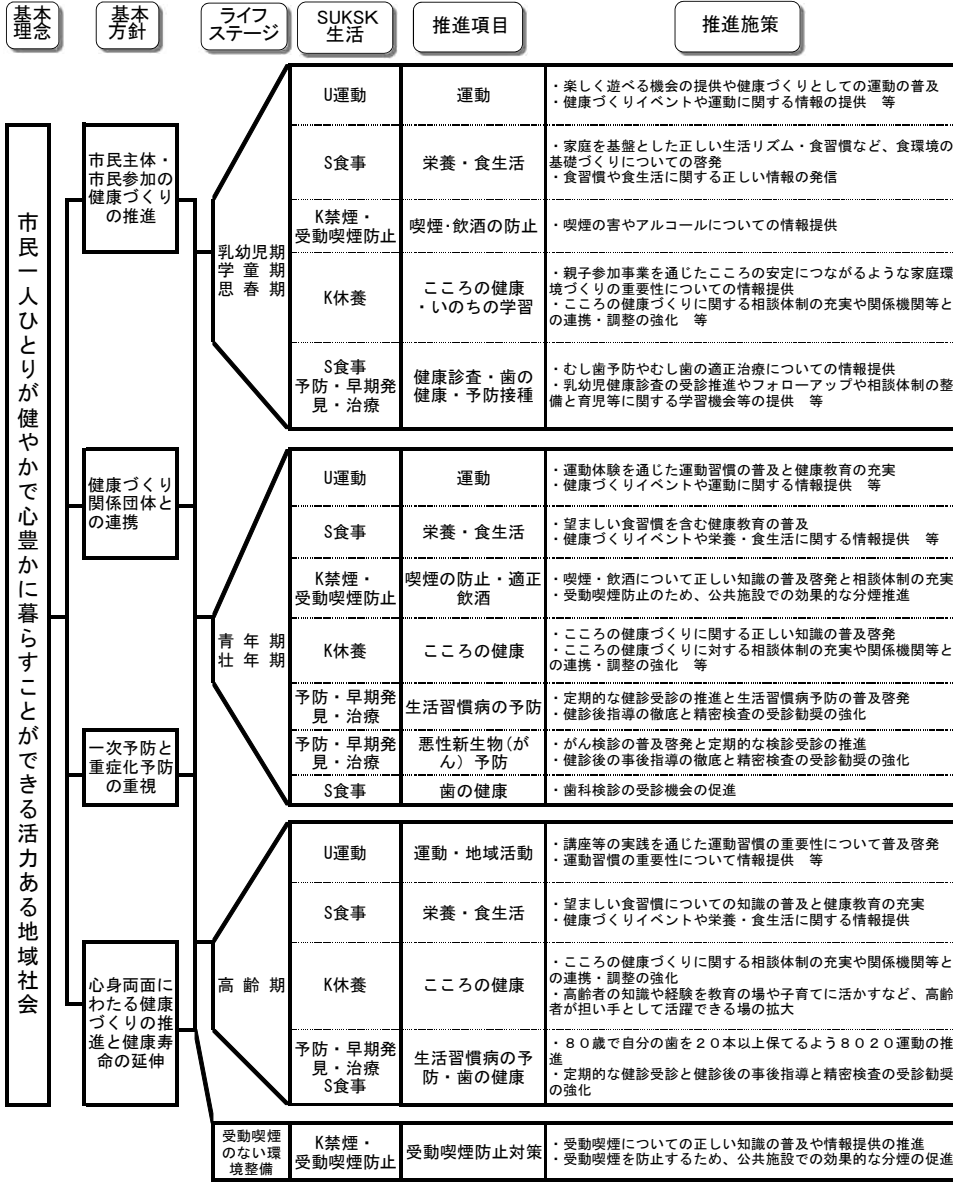 基本
理念
基本
方針
ライフ
ステージ
SUKSK
生活
推進項目
推進施策
市民一人ひとりが健やかで心豊かに暮らすことができる活力ある地域社会
市民主体・
市民参加の
健康づくり
の推進
健康づくり
関係団体と
の連携
一次予防と
重症化予防
の重視
心身両面に
わたる健康
づくりの推
進と健康寿
命の延伸
乳幼児期
学童期
思春期
U運動
運動
・楽しく遊べる機会の提供や健康づくりとしての運動の普及
・健康づくりイベントや運動に関する情報の提供　等
S食事
栄養・食生活
・家庭を基盤とした正しい生活リズム・食習慣など、食環境の
基礎づくりについての啓発
・食習慣や食生活に関する正しい情報の発信
K禁煙・
受動喫煙防止
喫煙・飲酒の防止
・喫煙の害やアルコールについての情報提供
K休養
こころの健康
・いのちの学習
・親子参加事業を通じたこころの安定につながるような家庭環
境づくりの重要性についての情報提供
・こころの健康づくりに関する相談体制の充実や関係機関等と
の連携・調整の強化　等
S食事
予防・早期発
見・治療
健康診査・歯の
健康・予防接種
・むし歯予防やむし歯の適正治療についての情報提供
・乳幼児健康診査の受診推進やフォローアップや相談体制の整
備と育児等に関する学習機会等の提供　等
青年期
壮年期
U運動
運動
・運動体験を通じた運動習慣の普及と健康教育の充実
・健康づくりイベントや運動に関する情報提供　等
S食事
栄養・食生活
・望ましい食習慣を含む健康教育の普及
・健康づくりイベントや栄養・食生活に関する情報提供　等
K禁煙・
受動喫煙防止
喫煙の防止・適正
飲酒
・喫煙・飲酒について正しい知識の普及啓発と相談体制の充実
・受動喫煙防止のため、公共施設での効果的な分煙推進
K休養
こころの健康
・こころの健康づくりに関する正しい知識の普及啓発
・こころの健康づくりに対する相談体制の充実や関係機関等と
の連携・調整の強化　等
予防・早期発
見・治療
生活習慣病の予防
・定期的な健診受診の推進と生活習慣病予防の普及啓発
・健診後指導の徹底と精密検査の受診勧奨の強化
予防・早期発
見・治療
悪性新生物(が
ん）予防
・がん検診の普及啓発と定期的な検診受診の推進
・健診後の事後指導の徹底と精密検査の受診勧奨の強化
S食事
歯の健康
・歯科検診の受診機会の促進
高齢期
U運動
運動・地域活動
・講座等の実践を通じた運動習慣の重要性について普及啓発
・運動習慣の重要性について情報提供　等
S食事
栄養・食生活
・望ましい食習慣についての知識の普及と健康教育の充実
・健康づくりイベントや栄養・食生活に関する情報提供
K休養
こころの健康
・こころの健康づくりに関する相談体制の充実や関係機関等と
の連携・調整の強化
・高齢者の知識や経験を教育の場や子育てに活かすなど、高齢
者が担い手として活躍できる場の拡大
予防・早期発
見・治療
S食事
生活習慣病の予
防・歯の健康
・８０歳で自分の歯を２０本以上保てるよう８０２０運動の推
進
・定期的な健診受診と健診後の事後指導と精密検査の受診勧奨
の強化
受動喫煙
のない環
境整備
K禁煙・
受動喫煙防止
受動喫煙防止対策
・受動喫煙についての正しい知識の普及や情報提供の推進
・受動喫煙を防止するため、公共施設での効果的な分煙の促進